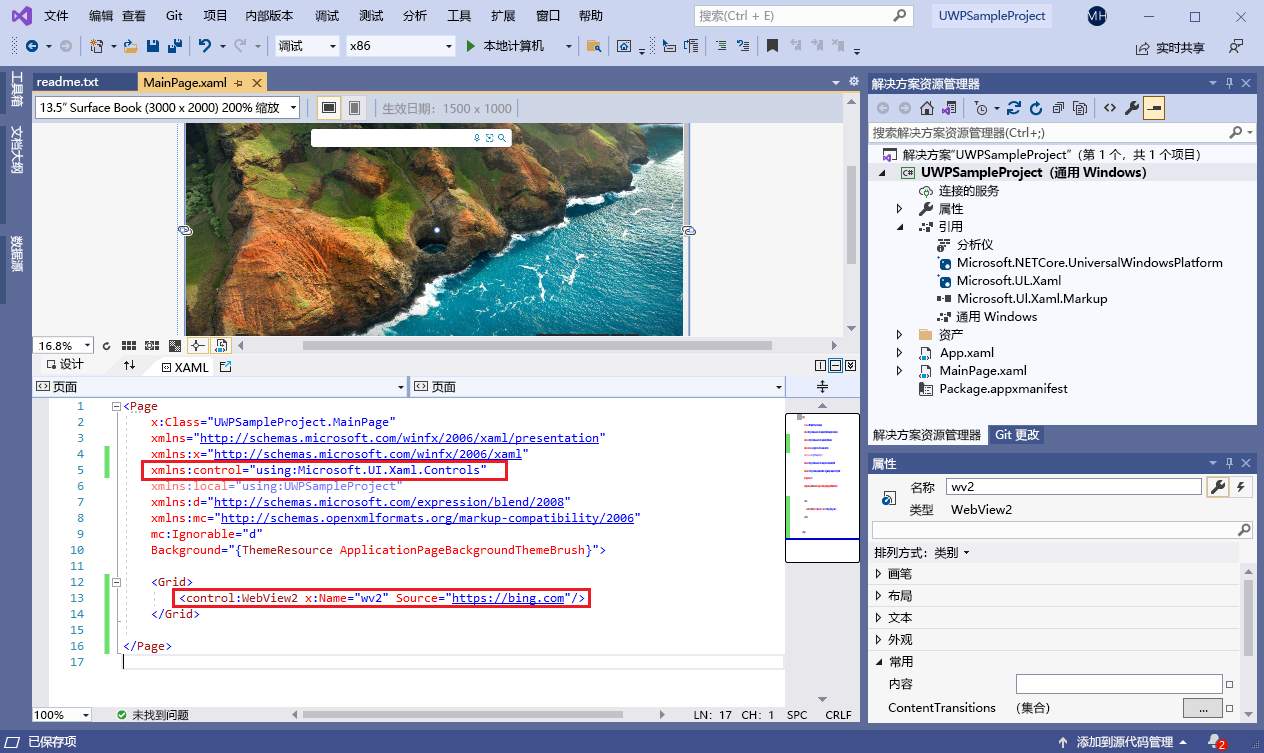 文件 编辑 查看 Git 项目 内部版本 调试 测试 分析 工具 扩展 窗口 帮助 搜索(Ctrl + E) UWPSampleProject MH
调试 x86 本地计算机 实时共享
工具箱
文档大纲
数据源
readme.txt MainPage.xaml
13.5" Surface Book (3000 x 2000) 200% 缩放 生效日期： 1500 x 1000
:16.8%
设计 XAML
页面 页面
1 <Page
2 x:Class="UWPSampleProject.MainPage"
3 xmlns="http://schemas.microsoft.com/winfx/2006/xaml/presentation"
4 xmlns:x="http://schemas.microsoft.com/winfx/2006/xaml"
5 xmlns:control="using:Microsoft.UI.Xaml.Controls"
6 xmlns:local="using:UWPSampleProject"
7 xmlns:d="http://schemas.microsoft.com/expression/blend/2008"
8 xmlns:mc="http://schemas.openxmlformats.org/markup-compatibility/2006"
9 mc:Ignorable="d"
10 Background="{ThemeResource ApplicationPageBackgroundThemeBrush}">
11
12 <Grid>
13 <control:WebView2 x:Name="wv2" Source="https://bing.com"/>
14 </Grid>
15
16 </Page>
17
100% 未找到问题 LN: 17 CH: 1 SPC CRLF
解决方案资源管理器
搜索解决方案资源管理器(Ctrl+;)
解决方案"UWPSampleProject"（第 1 个，共 1 个项目）
C# UWPSampleProject（通用 Windows）
连接的服务
属性
引用
分析仪
Microsoft.NETCore.UniversalWindowsPlatform
Microsoft.UL.Xaml
Microsoft.Ul.Xaml.Markup
通用 Windows
资产
App.xaml
MainPage.xaml
Package.appxmanifest
解决方案资源管理器 Git 更改
属性
名称 wv2
类型 WebView2
排列方式：类别
画笔
布局
文本
外观
常用
内容
ContentTransitions （集合） ...
已保存项 添加到源代码管理 2